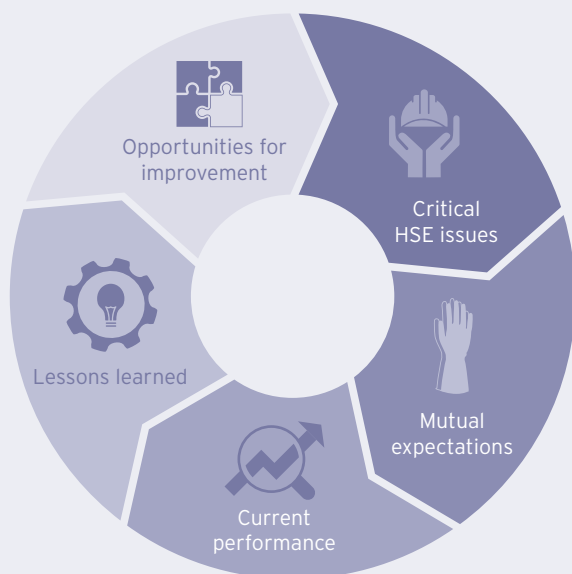 Opportunities for
improvement
Critical
HSE issues
Mutual
expectations
Current
performance
Lessons learned